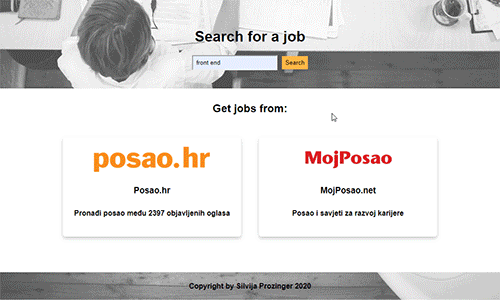 Search for a job
front end Search
Get jobs from:
posao.hr
MojPosao
Posao.hr
MojPosao.net
Pronađi posao među 2397 objavljenih oglasa
Posao i savjeti za razvoj karijere
Copyright by Silvija Prozinger 2020